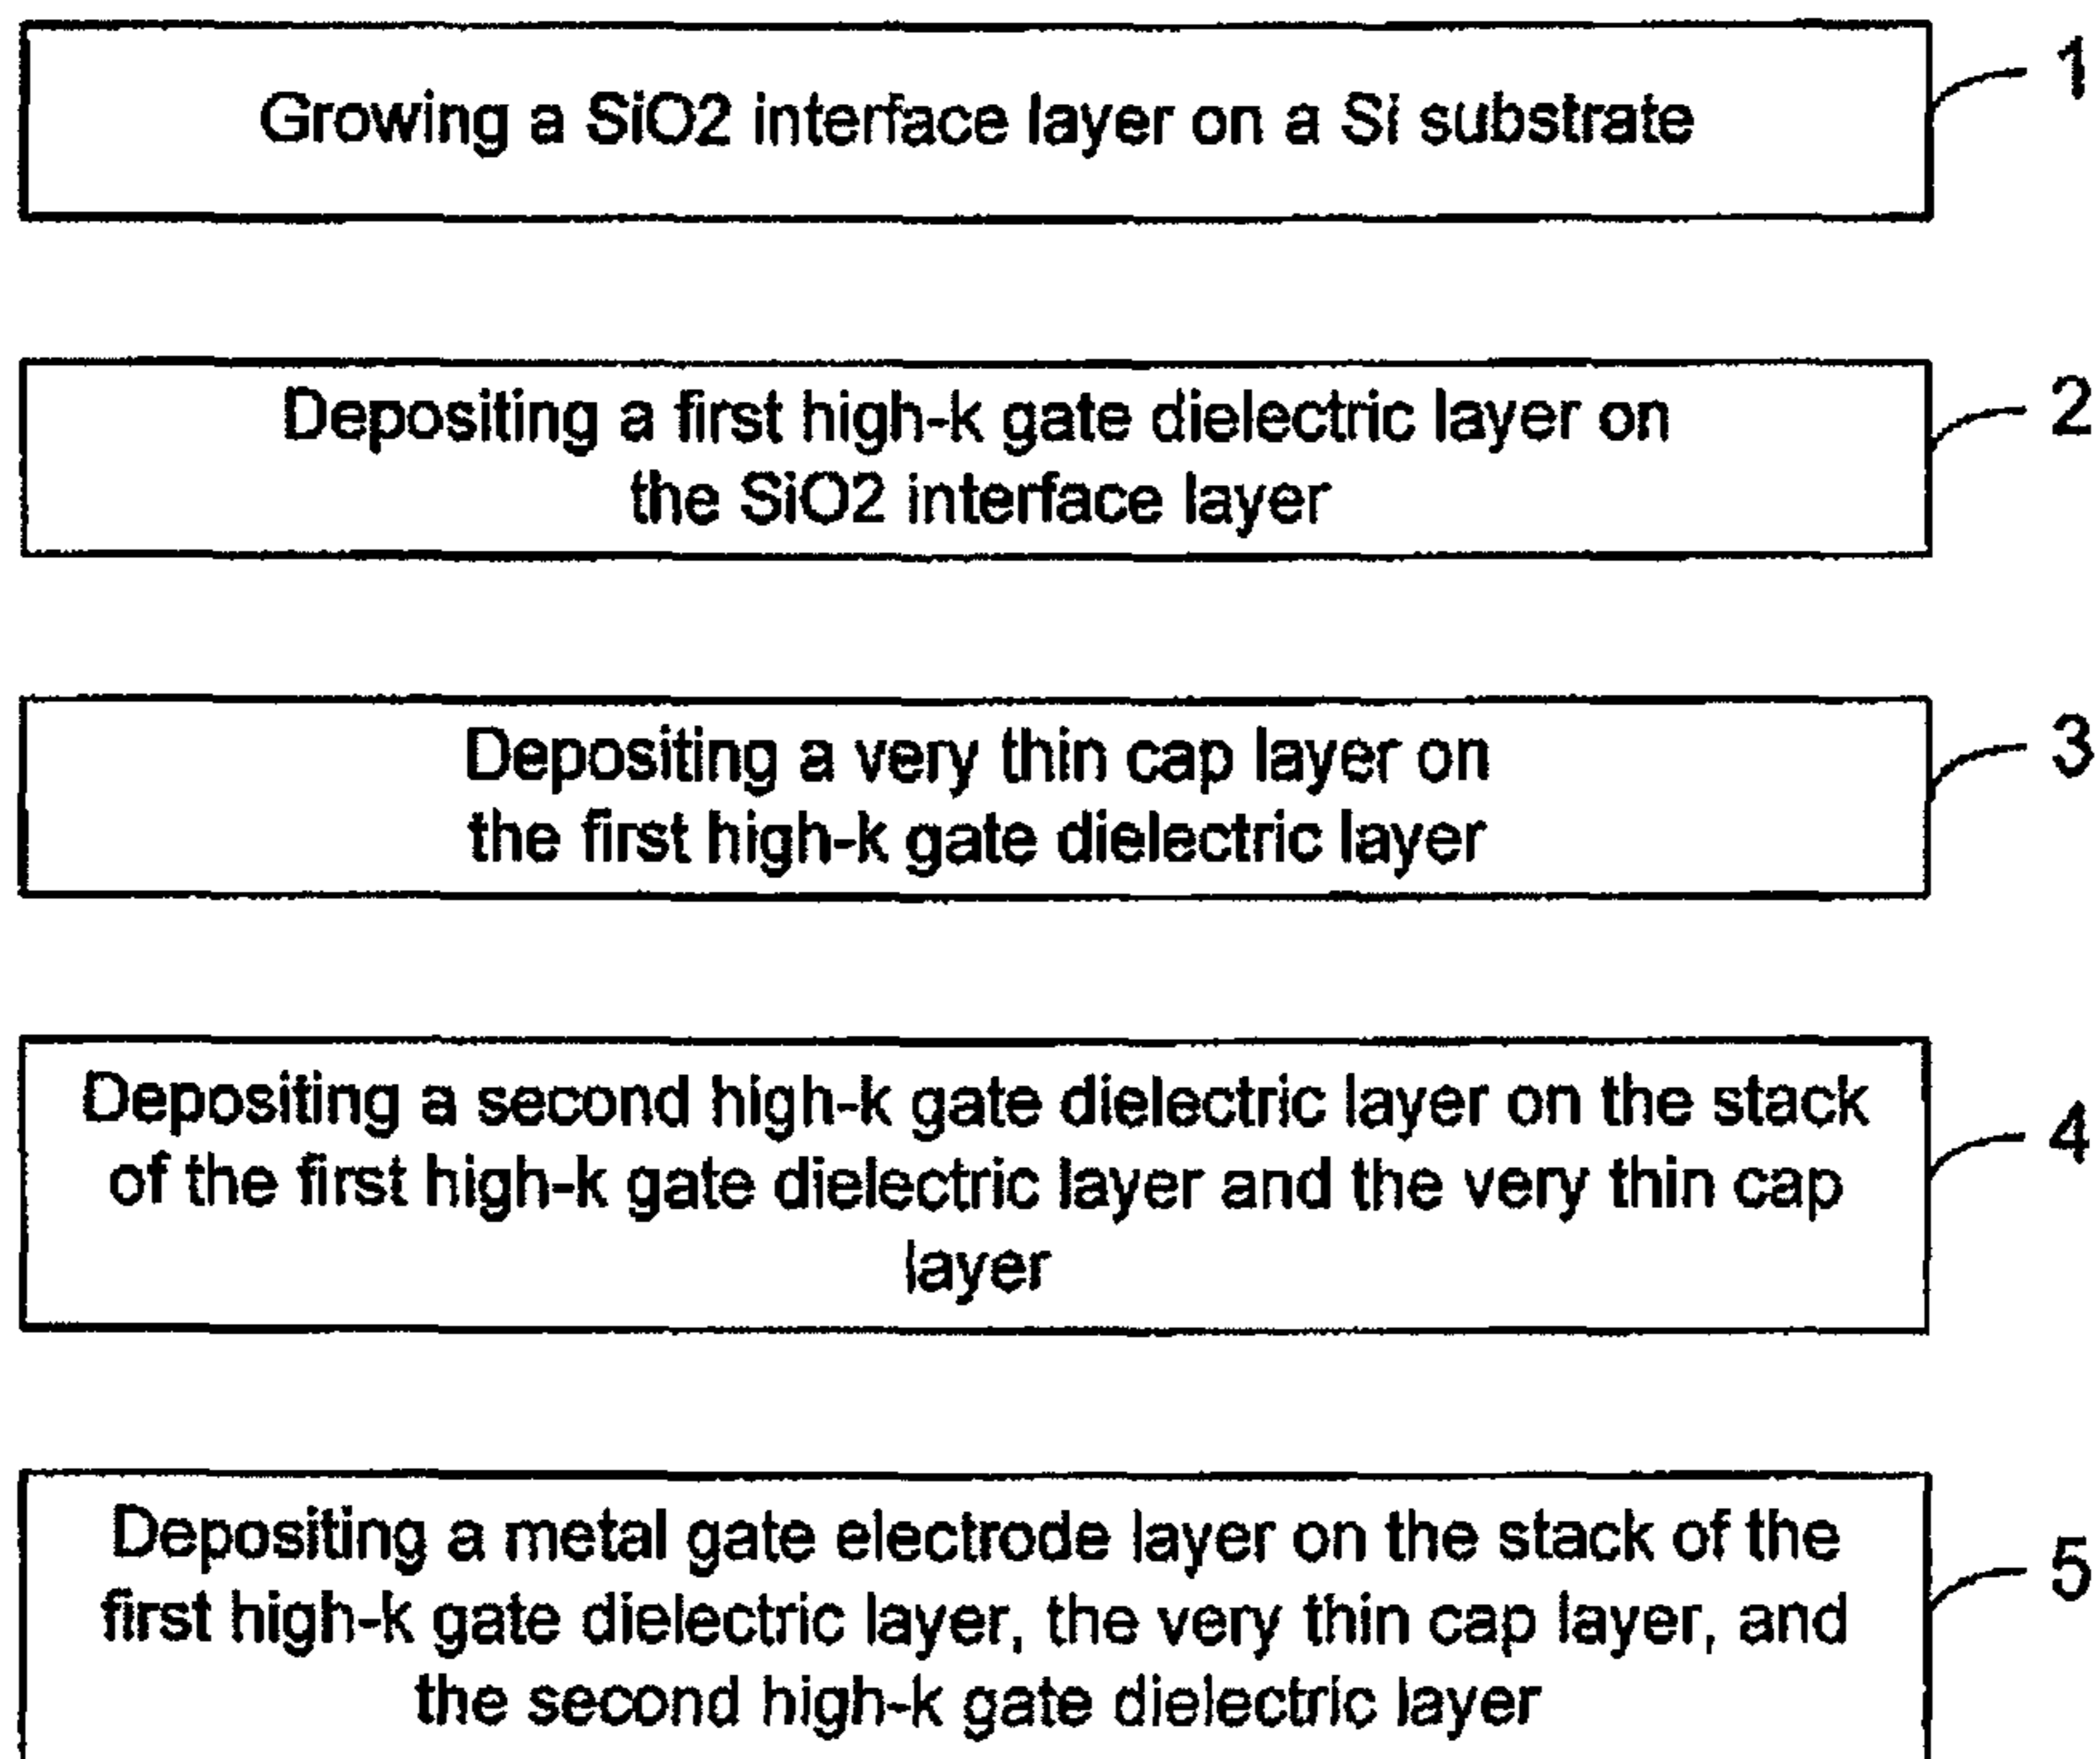 Growing a SiO2 interface layer on a Si substrate
1
Depositing a first high-k gate dielectric layer on
the SiO2 interface layer
2
Depositing a very thin cap layer on
the first high-k gate dielectric layer
3
Depositing a second high-k gate dielectric layer on the stack
of the first high-k gate dielectric layer and the very thin cap
layer
4
Depositing a metal gate electrode layer on the stack of the
first high-k gate dielectric layer, the very thin cap layer, and
the second high-k gate dielectric layer
5